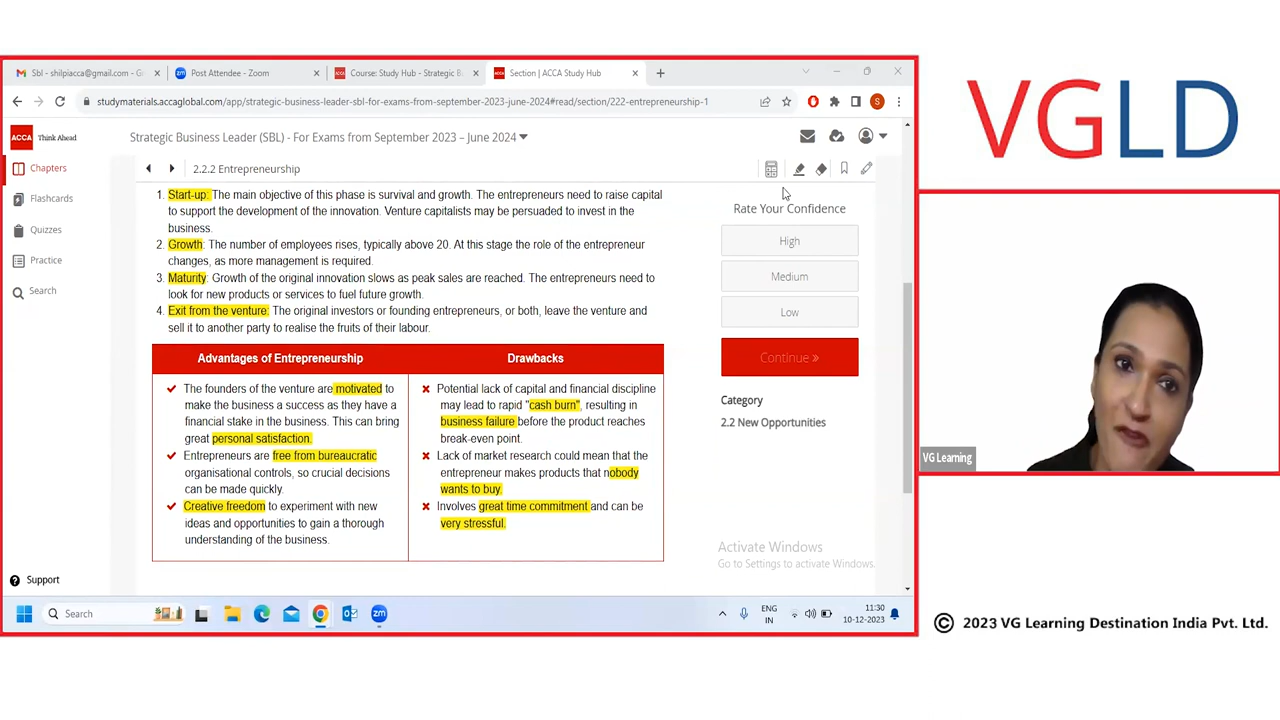 Sbl - shilpiacca@gmail.com - G
Post Attendee - Zoom
Course: Study Hub - Strategic B
Section | ACCA Study Hub
studymaterials.accaglobal.com/app/strategic-business-leader-sbl-for-exams-from-september-2023-june-2024#read/section/222-entrepreneurship-1
S
ACCA
Think Ahead
Strategic Business Leader (SBL) - For Exams from September 2023 – June 2024
Chapters
Flashcards
Quizzes
Practice
Search
Support
2.2.2 Entrepreneurship
1. Start-up: The main objective of this phase is survival and growth. The entrepreneurs need to raise capital
to support the development of the innovation. Venture capitalists may be persuaded to invest in the
business.
2. Growth: The number of employees rises, typically above 20. At this stage the role of the entrepreneur
changes, as more management is required.
3. Maturity: Growth of the original innovation slows as peak sales are reached. The entrepreneurs need to
look for new products or services to fuel future growth.
4. Exit from the venture: The original investors or founding entrepreneurs, or both, leave the venture and
sell it to another party to realise the fruits of their labour.
Advantages of Entrepreneurship
The founders of the venture are motivated to
make the business a success as they have a
financial stake in the business. This can bring
great personal satisfaction.
Entrepreneurs are free from bureaucratic
organisational controls, so crucial decisions
can be made quickly.
Creative freedom to experiment with new
ideas and opportunities to gain a thorough
understanding of the business.
Drawbacks
Potential lack of capital and financial discipline
may lead to rapid "cash burn", resulting in
business failure before the product reaches
break-even point.
Lack of market research could mean that the
entrepreneur makes products that nobody
wants to buy.
Involves great time commitment and can be
very stressful.
Rate Your Confidence
High
Medium
Low
Continue »
Category
2.2 New Opportunities
Activate Windows
Go to Settings to activate Windows.
Search
ENG
IN
11:30
10-12-2023
VGLD
VG Learning
© 2023 VG Learning Destination India Pvt. Ltd.